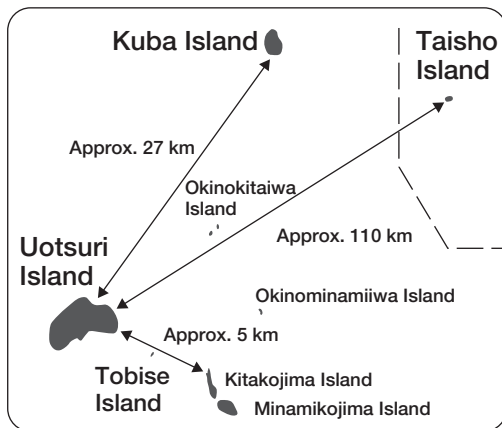 Kuba Island
Taisho
Island
Approx. 27 km
Okinokitaiwa
Island
Approx. 110 km
Uotsuri
Island
Okinominamiiwa Island
Approx. 5 km
Tobise
Island
Kitakojima Island
Minamikojima Island